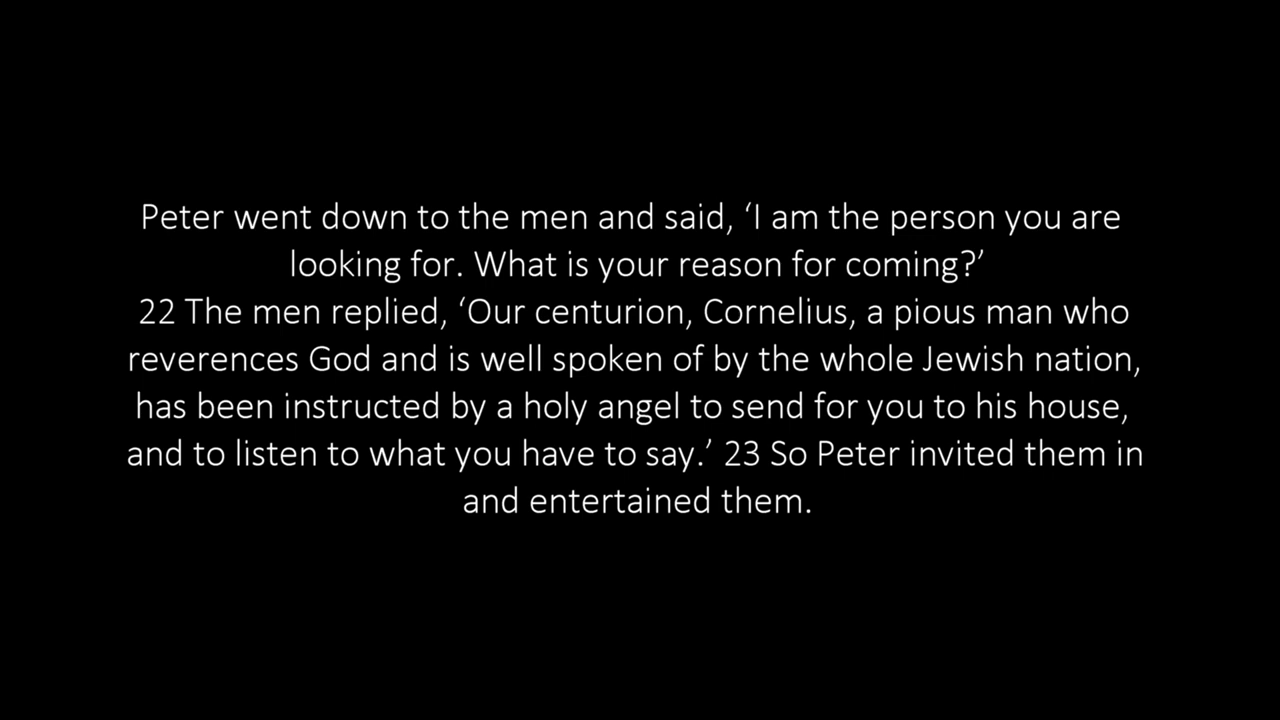 Peter went down to the men and said, ‘I am the person you are
looking for. What is your reason for coming?’
22 The men replied, ‘Our centurion, Cornelius, a pious man who
reverences God and is well spoken of by the whole Jewish nation,
has been instructed by a holy angel to send for you to his house,
and to listen to what you have to say.’ 23 So Peter invited them in
and entertained them.